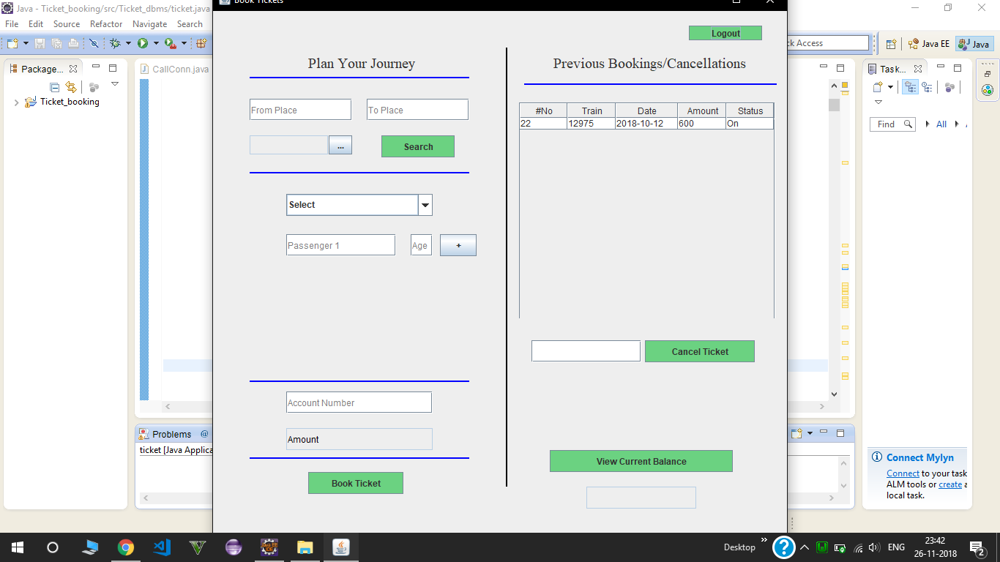 Java - Ticket_booking/src/Ticket_dbms/ticket.java
Book Tickets
File Edit Source Refactor Navigate Search
ck Access
Java EE
Java
Logout
Package...
CallConn.java
Task...
Ticket_booking
Find
All
Plan Your Journey
Previous Bookings/Cancellations
From Place
To Place
...
Search
#No Train Date Amount Status
22 12975 2018-10-12 600 On
Select
Passenger 1
Age
+
Cancel Ticket
Account Number
Amount
Book Ticket
View Current Balance
Problems @
ticket [Java Applica
Connect Mylyn
Connect to your task
ALM tools or create a
local task.
Desktop
ENG
23:42
26-11-2018
2